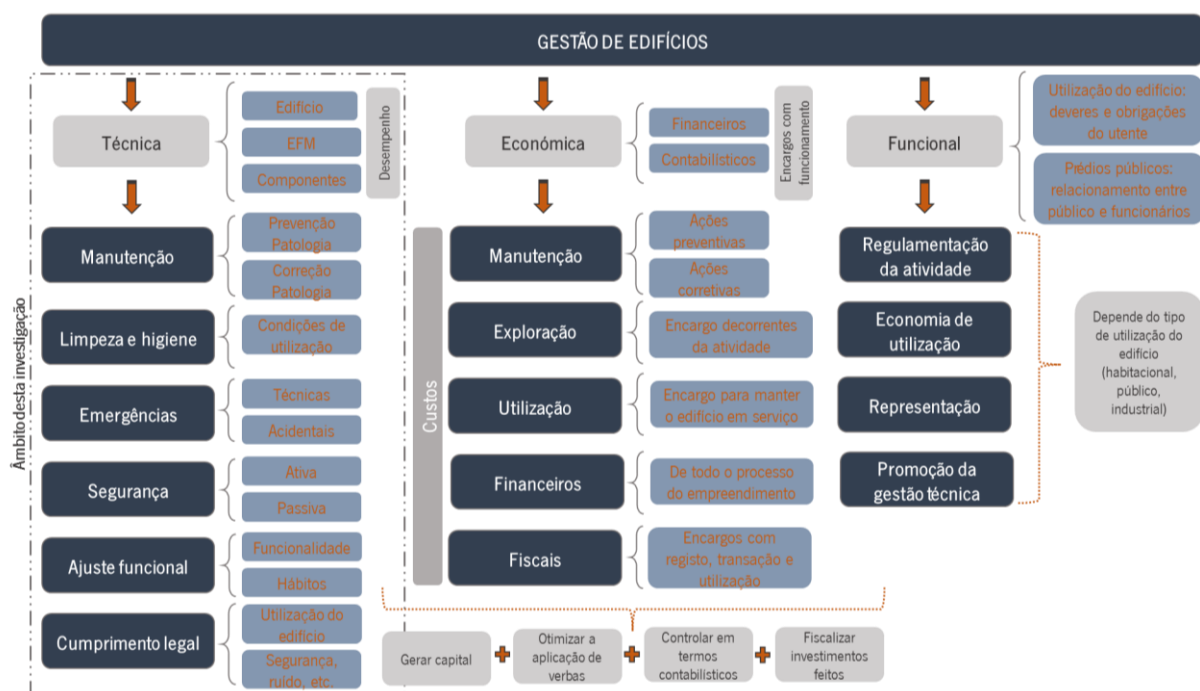 GESTÃO DE EDIFÍCIOS
Âmbito desta investigação
Técnica
Edifício
EFM
Componentes
Desempenho
Manutenção
Prevenção
Patologia
Correção
Patologia
Limpeza e higiene
Condições de
utilização
Emergências
Técnicas
Acidentais
Segurança
Ativa
Passiva
Ajuste funcional
Funcionalidade
Hábitos
Cumprimento legal
Utilização do
edifício
Segurança,
ruído, etc.
Económica
Financeiros
Contabilísticos
Encargos com
funcionamento
Custos
Manutenção
Ações
preventivas
Ações
corretivas
Exploração
Encargo decorrentes
da atividade
Utilização
Encargo para manter
o edifício em serviço
Financeiros
De todo o processo
do empreendimento
Fiscais
Encargos com
registo, transação e
utilização
Gerar capital
Otimizar a
aplicação de
verbas
Controlar em
termos
contabilísticos
Fiscalizar
investimentos
feitos
Funcional
Utilização do edifício:
deveres e obrigações
do utente
Prédios públicos:
relacionamento entre
público e funcionários
Regulamentação
da atividade
Economia de
utilização
Representação
Promoção da
gestão técnica
Depende do tipo
de utilização do
edifício
(habitacional,
público,
industrial)